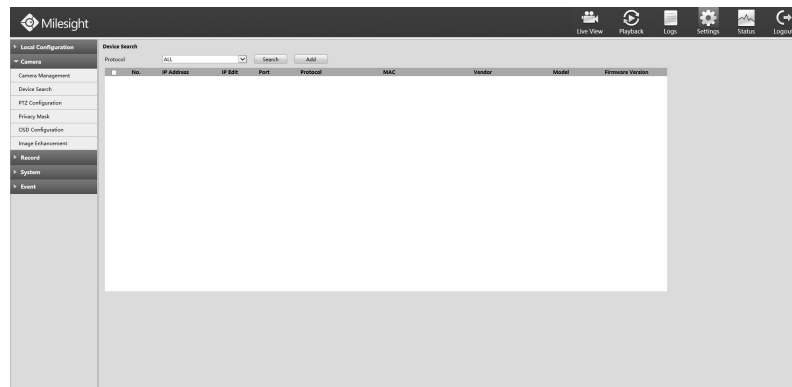 Milesight
Live View Playback Logs Settings Status Logout
Local Configuration
Camera
Camera Management
Device Search
PTZ Configuration
Privacy Mask
OSD Configuration
Image Enhancement
Record
System
Event
Device Search
Protocol ALL Search Add
No. IP Address IP Edit Port Protocol MAC Vendor Model Firmware Version